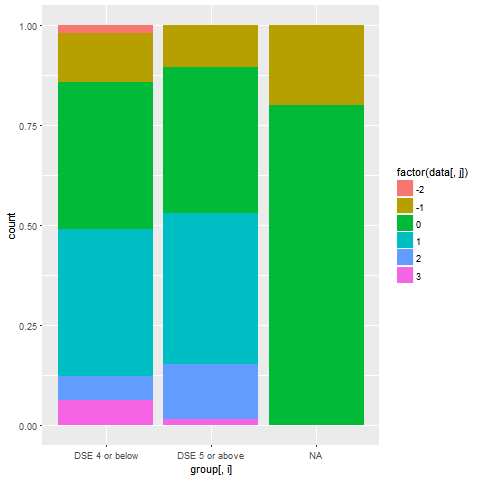 1.00
0.75
0.50
0.25
0.00
count
DSE 4 or below
DSE 5 or above
NA
group[, i]
factor(data[, j])
-2
-1
0
1
2
3